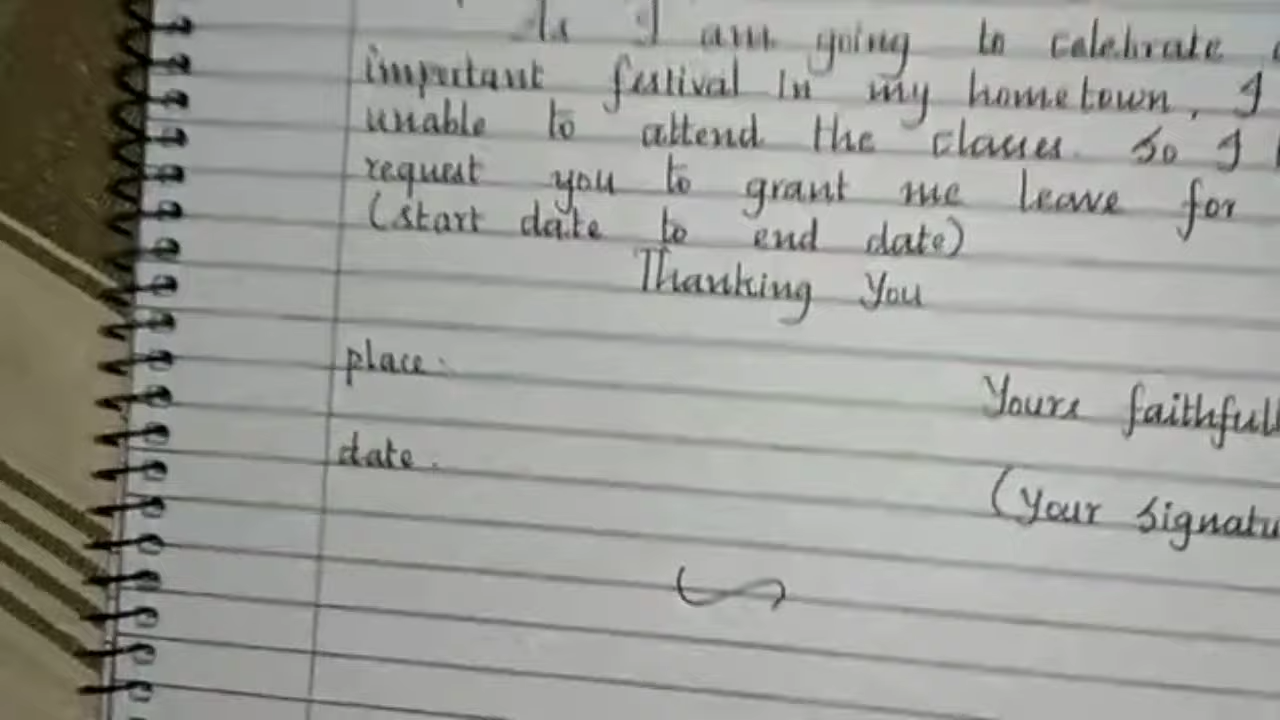 As I am going to celebrate
important festival in my hometown, I
unable to attend the classes. So I
request you to grant me leave for
(start date to end date)
Thanking You
place.
Yours faithfull
date.
(Your signatu